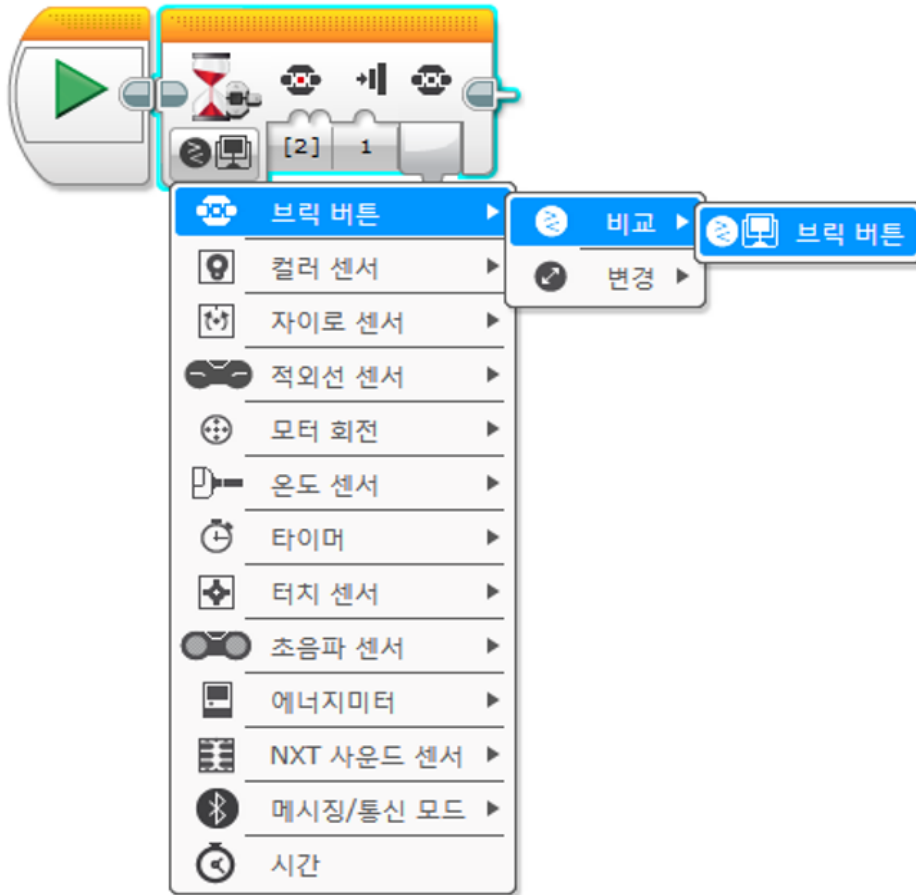 [2] 1
브릭 버튼
비교
브릭 버튼
컬러 센서
변경
자이로 센서
적외선 센서
모터 회전
온도 센서
타이머
터치 센서
초음파 센서
에너지미터
NXT 사운드 센서
메시징/통신 모드
시간